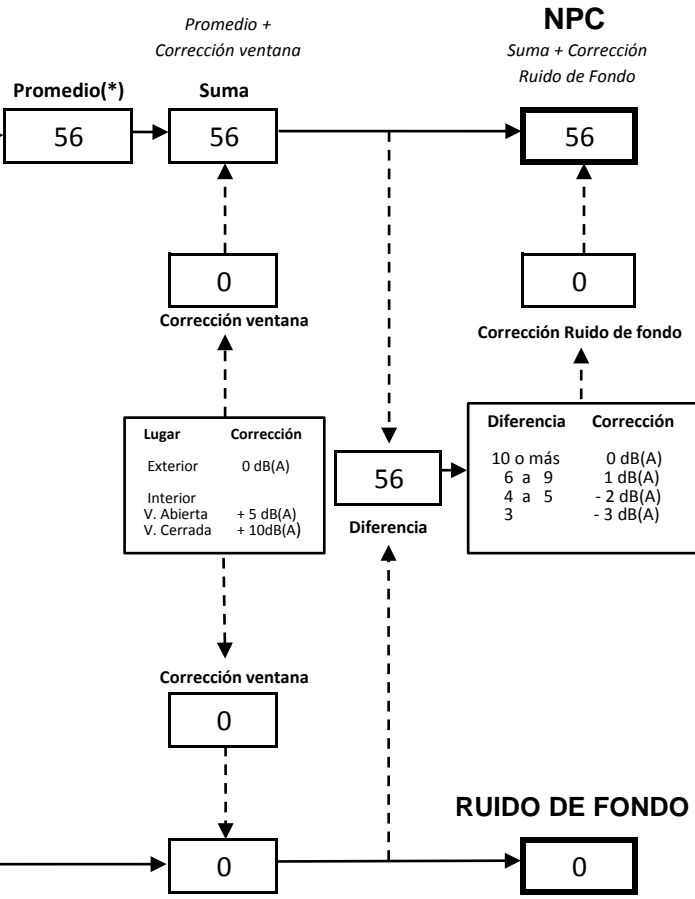 NPC
Promedio +
Corrección ventana
Suma + Corrección
Ruido de Fondo
Promedio(*)
Suma
56
56
56
0
0
Corrección ventana
Corrección Ruido de fondo
Lugar Corrección
Exterior 0 dB(A)
Interior
V. Abierta + 5 dB(A)
V. Cerrada + 10dB(A)
56
Diferencia
Diferencia Corrección
10 o más 0 dB(A)
6 a 9 1 dB(A)
4 a 5 - 2 dB(A)
3 - 3 dB(A)
Corrección ventana
0
RUIDO DE FONDO
0
0